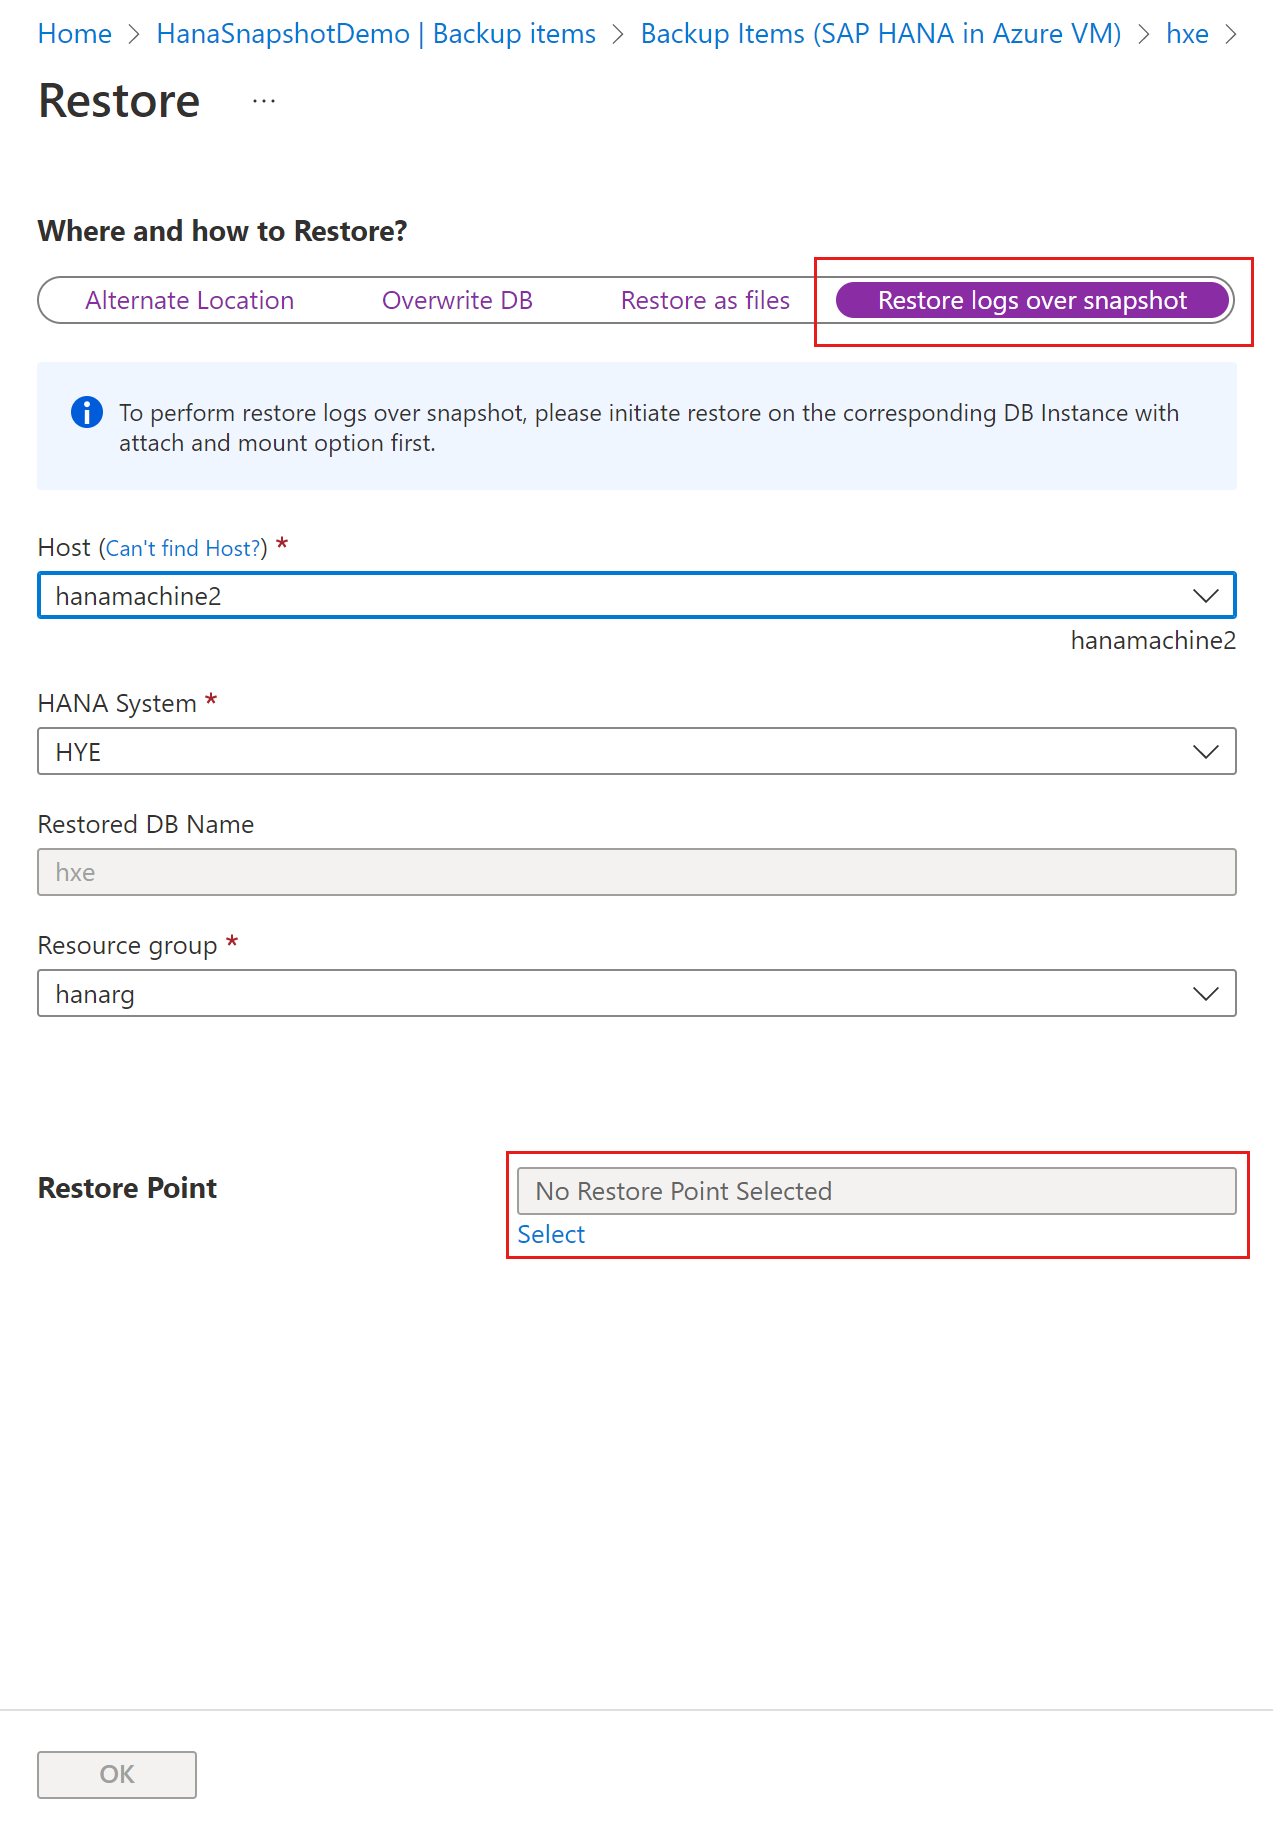 Home > HanaSnapshotDemo | Backup items > Backup Items (SAP HANA in Azure VM) > hxe >
Restore ...
Where and how to Restore?
Alternate Location Overwrite DB Restore as files Restore logs over snapshot
To perform restore logs over snapshot, please initiate restore on the corresponding DB Instance with
attach and mount option first.
Host (Can't find Host?) *
hanamachine2
hanamachine2
HANA System *
HYE
Restored DB Name
hxe
Resource group *
hanarg
Restore Point No Restore Point Selected
Select
OK